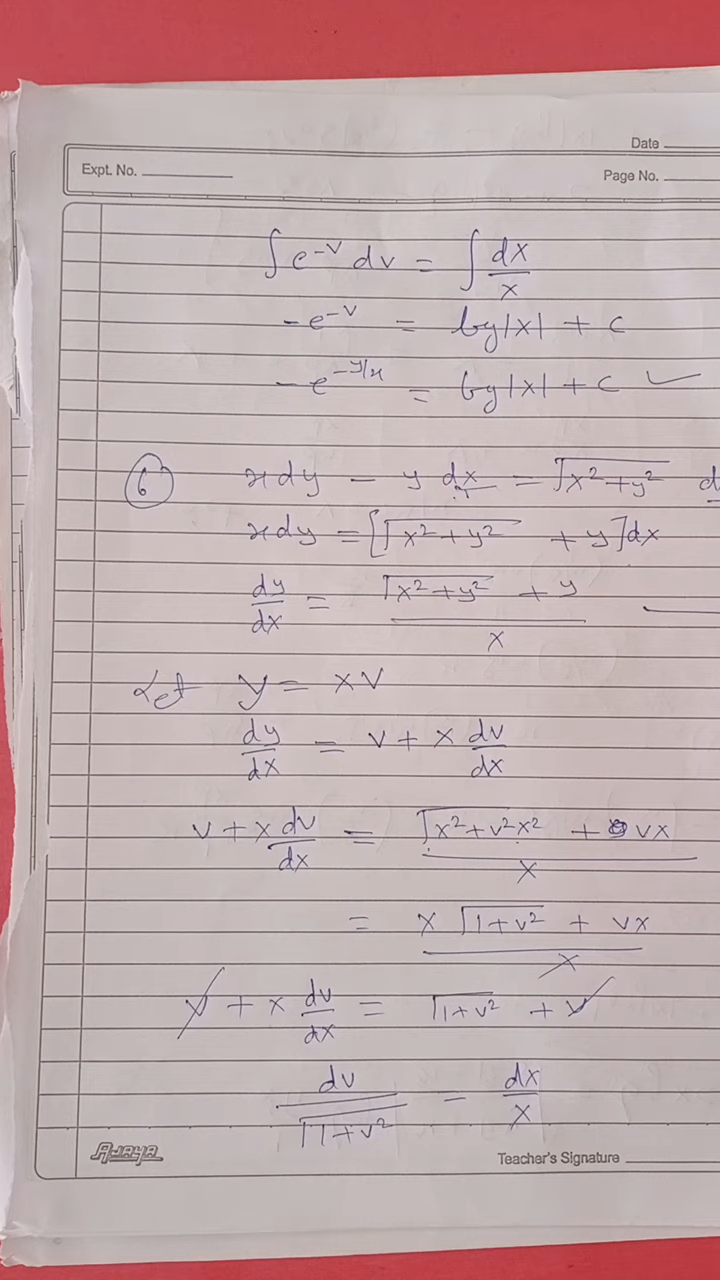 Date
Expt. No.
Page No.
∫ e^-v dv = ∫ dx/x
-e^-v = log|x| + c
-e^-y/x = log|x| + c ✓
⑥ x dy - y dx = √x²+y² d
x dy = [√x²+y² + y] dx
dy/dx = (√x²+y² + y)/x
Let y = xv
dy/dx = v + x dv/dx
v + x dv/dx = (√x²+v²x² + vx)/x
= (x √1+v² + vx)/x
v + x dv/dx = √1+v² + v
dv/√1+v² = dx/x
Ajaya
Teacher's Signature